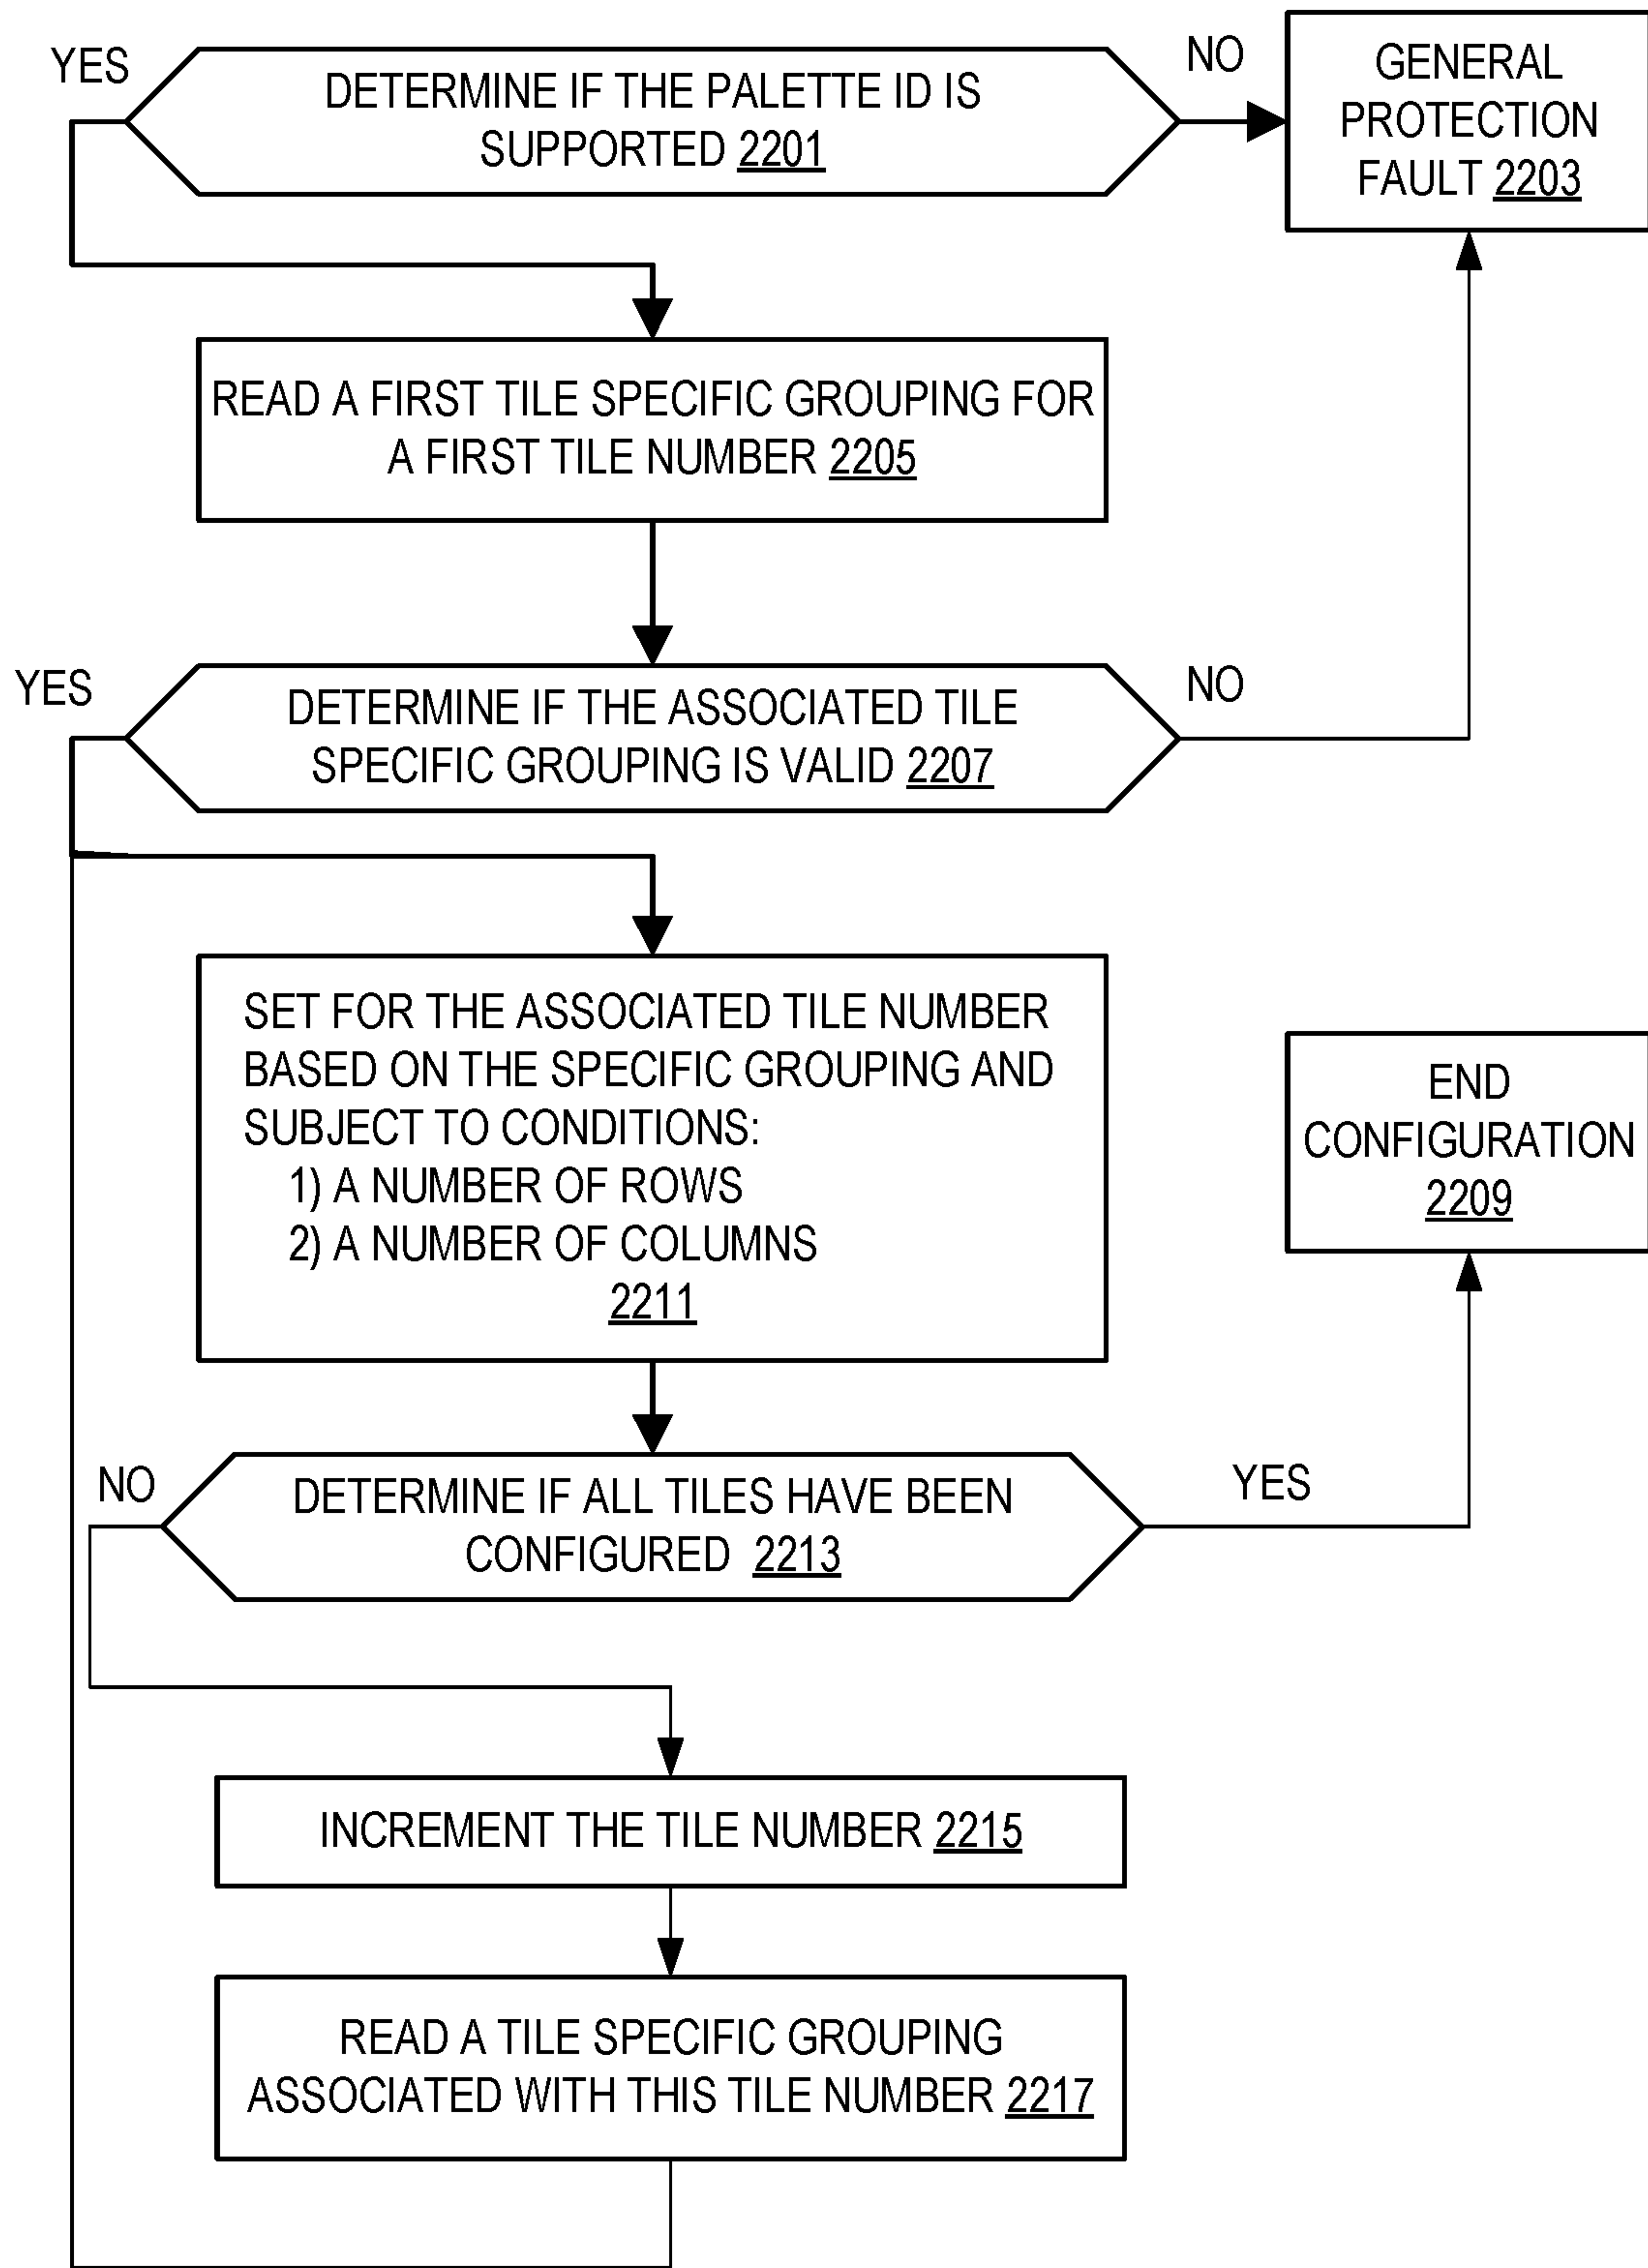 YES
DETERMINE IF THE PALETTE ID IS
SUPPORTED 2201
NO
GENERAL
PROTECTION
FAULT 2203
READ A FIRST TILE SPECIFIC GROUPING FOR
A FIRST TILE NUMBER 2205
YES
DETERMINE IF THE ASSOCIATED TILE
SPECIFIC GROUPING IS VALID 2207
NO
SET FOR THE ASSOCIATED TILE NUMBER
BASED ON THE SPECIFIC GROUPING AND
SUBJECT TO CONDITIONS:
1) A NUMBER OF ROWS
2) A NUMBER OF COLUMNS
2211
END
CONFIGURATION
2209
NO
DETERMINE IF ALL TILES HAVE BEEN
CONFIGURED 2213
YES
INCREMENT THE TILE NUMBER 2215
READ A TILE SPECIFIC GROUPING
ASSOCIATED WITH THIS TILE NUMBER 2217